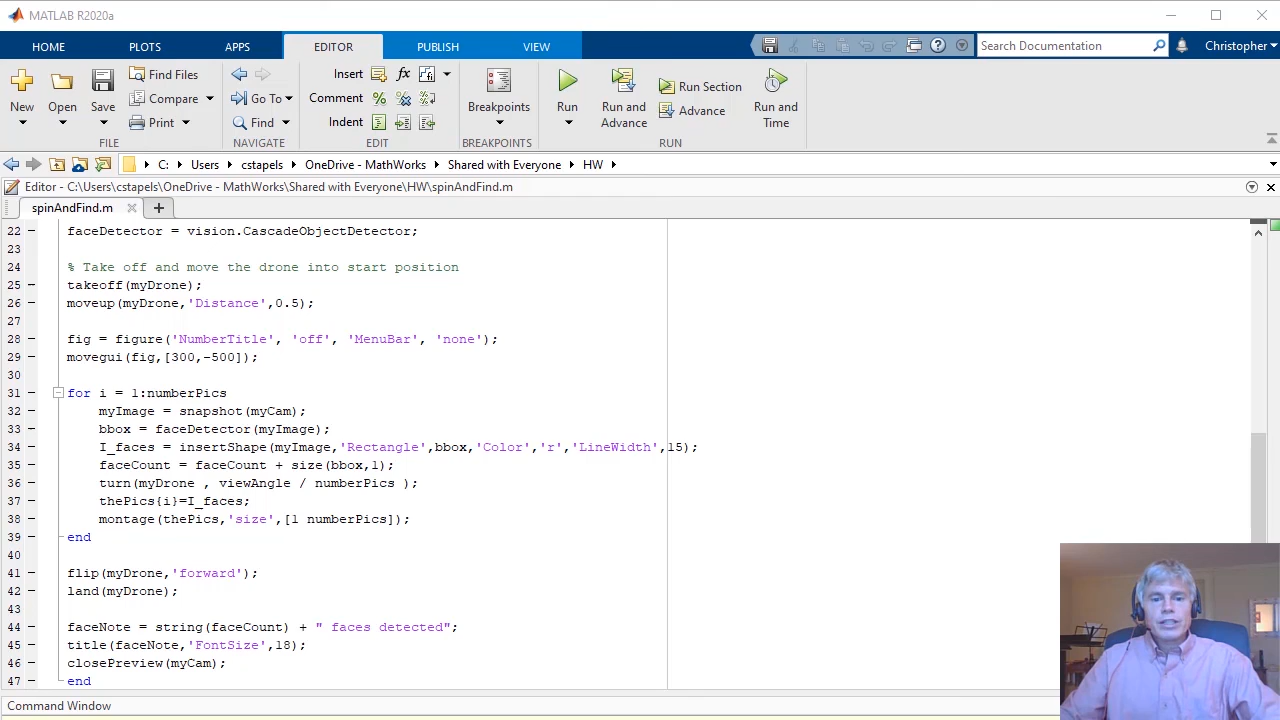 MATLAB R2020a
HOME PLOTS APPS EDITOR PUBLISH VIEW Search Documentation Christopher
New Open Save Find Files Compare Print Go To Find Insert fx Comment % Indent Breakpoints Run Run and Advance Run Section Advance Run and Time
FILE NAVIGATE EDIT BREAKPOINTS RUN
C: Users cstapels OneDrive - MathWorks Shared with Everyone HW
Editor - C:\Users\cstapels\OneDrive - MathWorks\Shared with Everyone\HW\spinAndFind.m
spinAndFind.m
22 faceDetector = vision.CascadeObjectDetector;
23
24 % Take off and move the drone into start position
25 takeoff(myDrone);
26 moveup(myDrone,'Distance',0.5);
27
28 fig = figure('NumberTitle', 'off', 'MenuBar', 'none');
29 movegui(fig,[300,-500]);
30
31 for i = 1:numberPics
32 myImage = snapshot(myCam);
33 bbox = faceDetector(myImage);
34 I_faces = insertShape(myImage,'Rectangle',bbox,'Color','r','LineWidth',15);
35 faceCount = faceCount + size(bbox,1);
36 turn(myDrone , viewAngle / numberPics );
37 thePics{i}=I_faces;
38 montage(thePics,'size',[1 numberPics]);
39 end
40
41 flip(myDrone,'forward');
42 land(myDrone);
43
44 faceNote = string(faceCount) + " faces detected";
45 title(faceNote,'FontSize',18);
46 closePreview(myCam);
47 end
Command Window